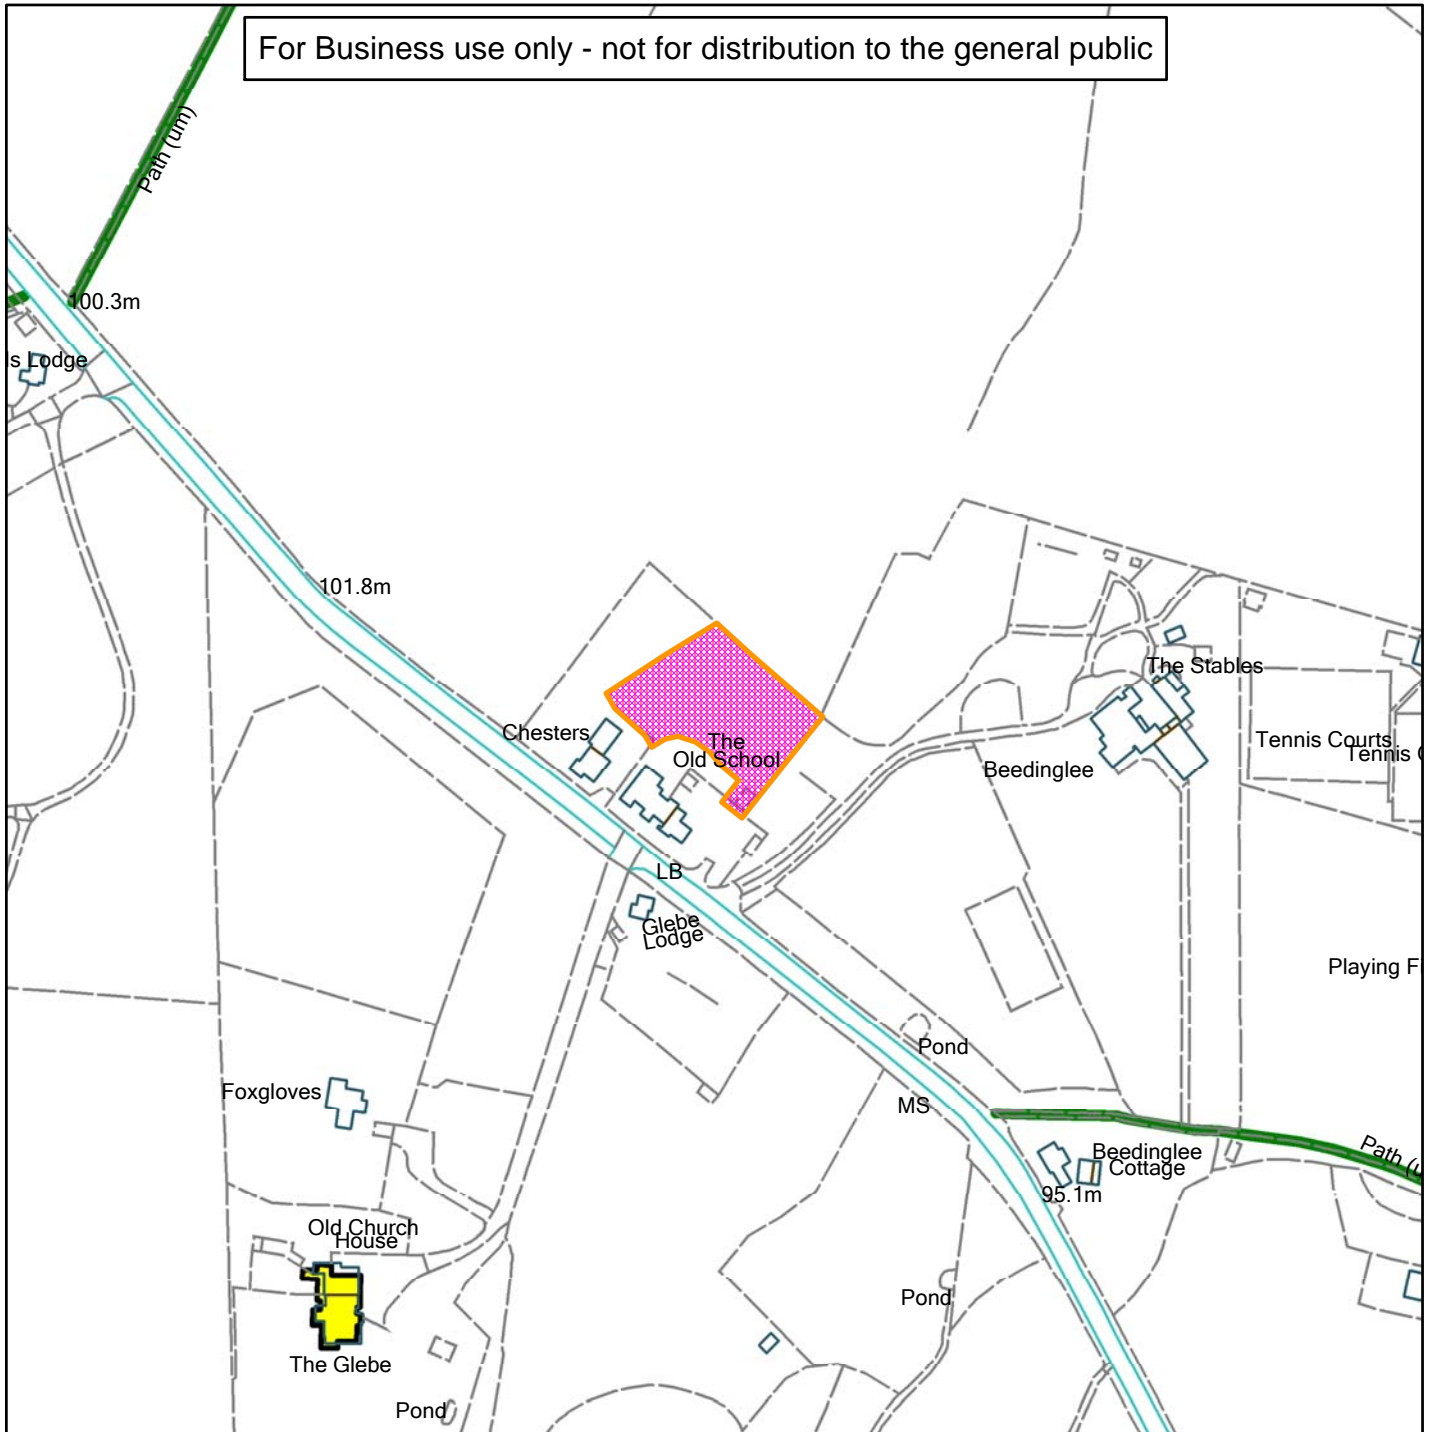 For Business use only - not for distribution to the general public
Path (um)
100.3m
ls Lodge
101.8m
Chesters
The
Old School
The Stables
Beedinglee
Tennis Courts
Tennis C
LB
Glebe
Lodge
Playing F
Pond
Foxgloves
MS
Beedinglee
Cottage
Path (u
95.1m
Old Church
House
Pond
The Glebe
Pond